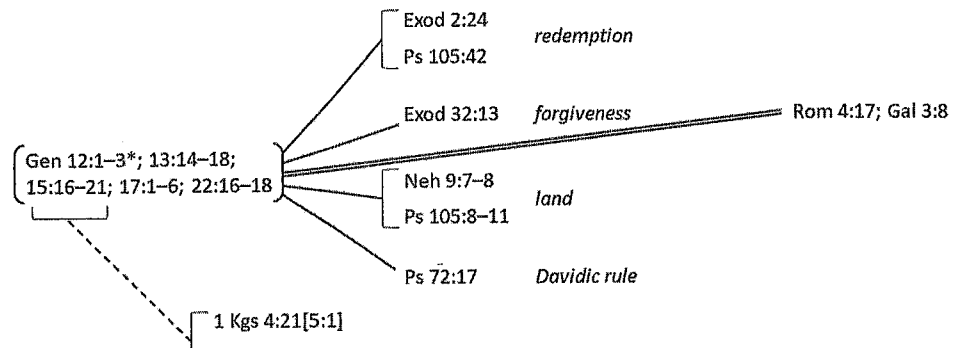 Exod 2:24
redemption
Ps 105:42
Exod 32:13 forgiveness
Rom 4:17; Gal 3:8
Gen 12:1–3*; 13:14–18;
15:16–21; 17:1–6; 22:16–18
Neh 9:7–8
land
Ps 105:8–11
Ps 72:17 Davidic rule
1 Kgs 4:21[5:1]